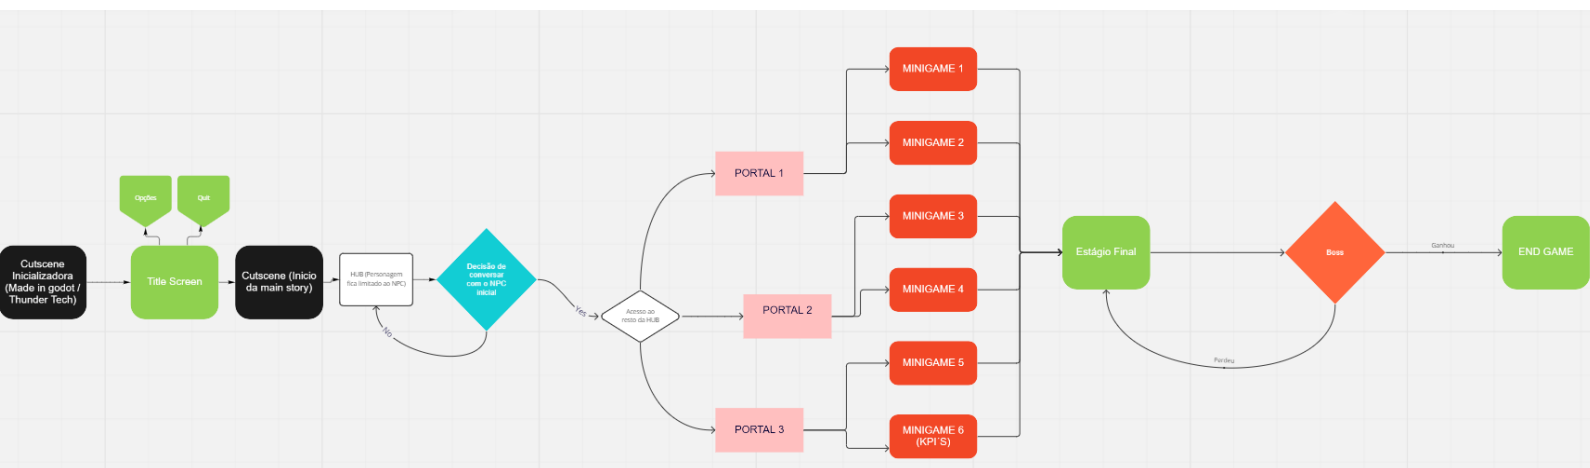 Opções
Quit
Cutscene
Inicializadora
(Made in godot /
Thunder Tech)
Title Screen
Cutscene (Inicio
da main story)
HUB (Personagem
fica limitado ao NPC)
Decisão de
conversar
com o NPC
inicial
No
Yes
Acesso ao
resto da HUB
PORTAL 1
PORTAL 2
PORTAL 3
MINIGAME 1
MINIGAME 2
MINIGAME 3
MINIGAME 4
MINIGAME 5
MINIGAME 6
(KPI´S)
Estágio Final
Boss
Ganhou
Perdeu
END GAME